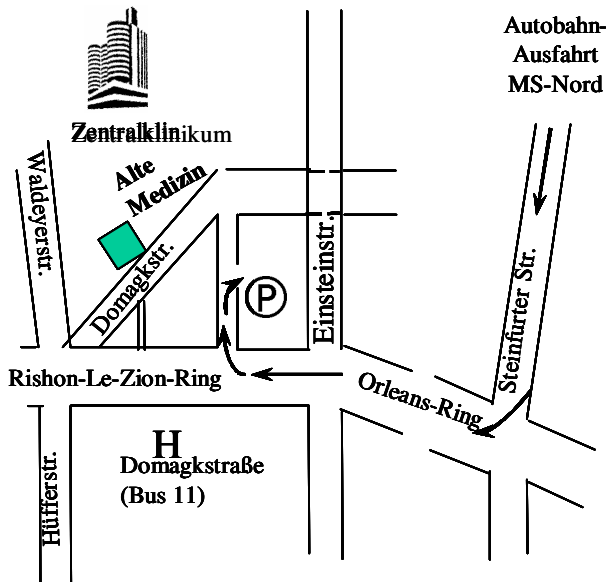 Autobahn-
Ausfahrt
MS-Nord
Zentralklinikum
Alte
Medizin
Waldeyerstr.
Domagkstr.
P
Einsteinstr.
Steinfurter Str.
Rishon-Le-Zion-Ring
Orleans-Ring
H
Domagkstraße
(Bus 11)
Hüfferstr.